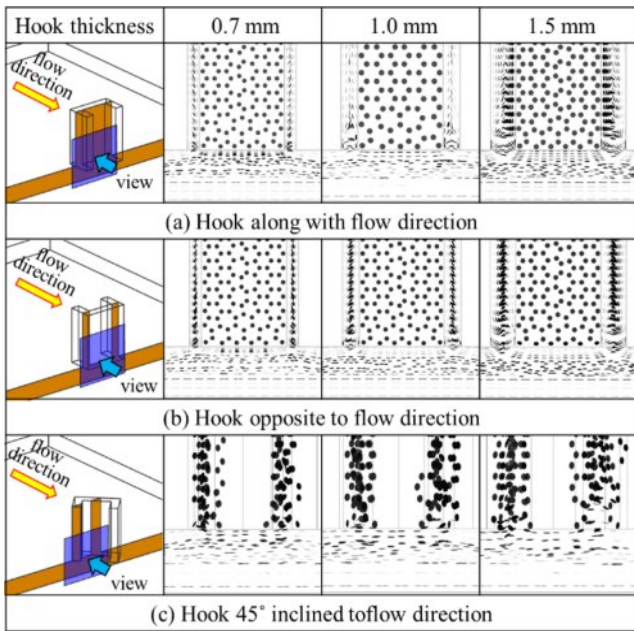 Hook thickness 0.7 mm 1.0 mm 1.5 mm
flow
direction
view
(a) Hook along with flow direction
flow
direction
view
(b) Hook opposite to flow direction
flow
direction
view
(c) Hook 45° inclined toflow direction